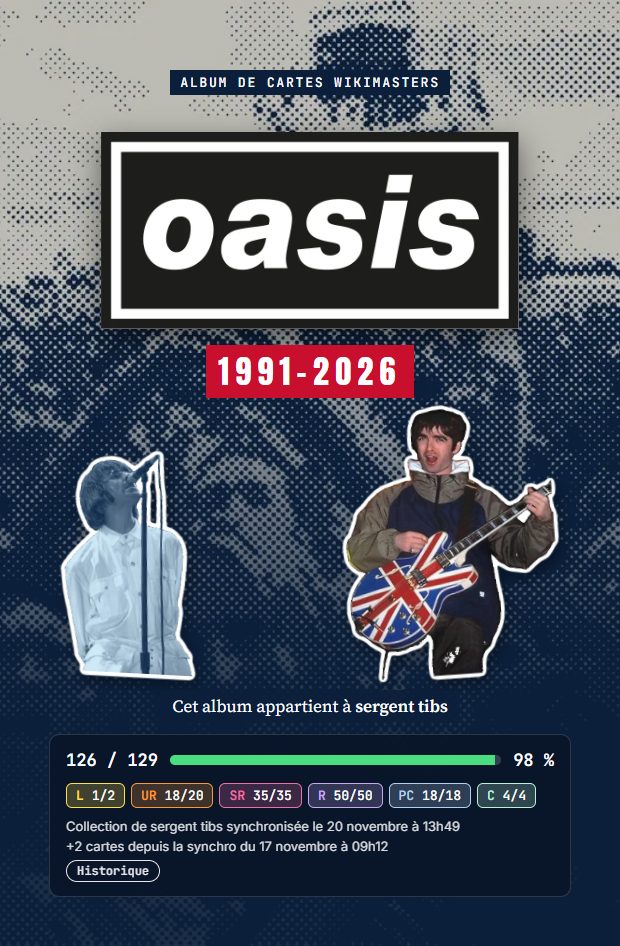 ALBUM DE CARTES WIKIMASTERS
oasis
1991-2026
Cet album appartient à sergent tibs
126 / 129 98 %
L 1/2 UR 18/20 SR 35/35 R 50/50 PC 18/18 C 4/4
Collection de sergent tibs synchronisée le 20 novembre à 13h49
+2 cartes depuis la synchro du 17 novembre à 09h12
Historique